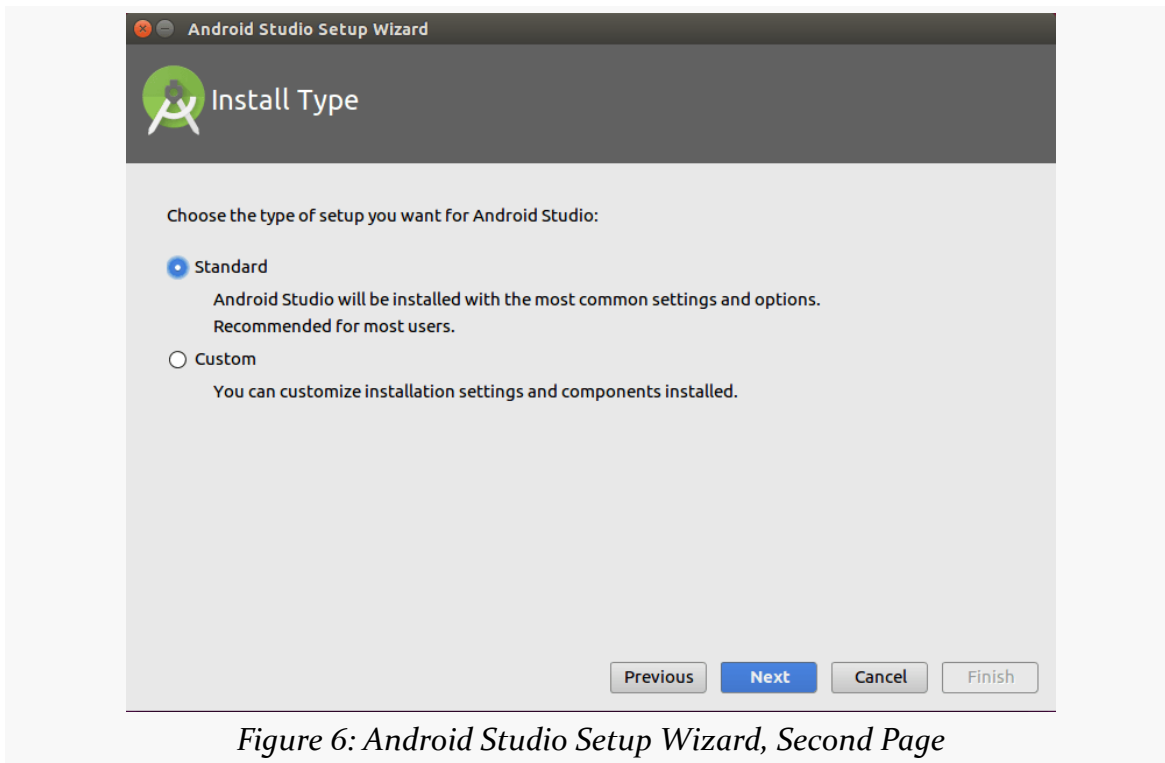 Android Studio Setup Wizard
Install Type
Choose the type of setup you want for Android Studio:
Standard
Android Studio will be installed with the most common settings and options.
Recommended for most users.
Custom
You can customize installation settings and components installed.
Previous Next Cancel Finish
Figure 6: Android Studio Setup Wizard, Second Page